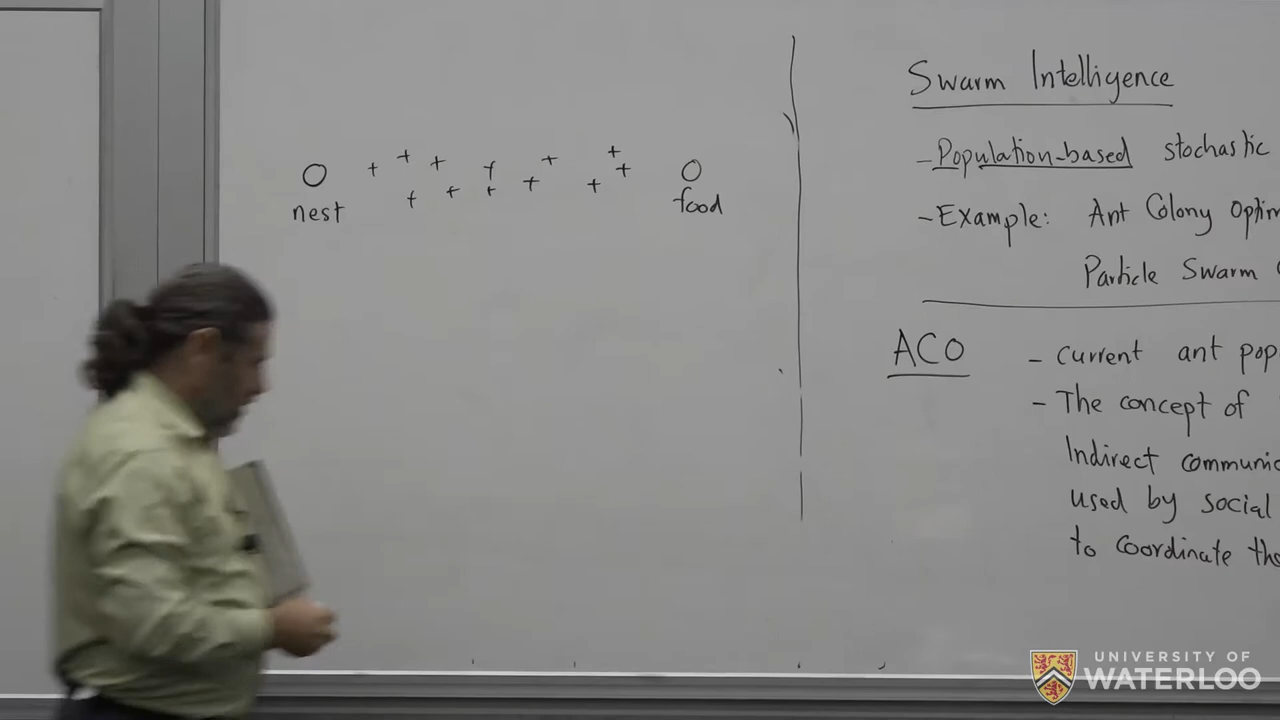 nest
food
Swarm Intelligence
- Population-based stochastic
- Example: Ant Colony Optim
Particle Swarm
ACO
- current ant pop
- The concept of
Indirect communic
used by social
to coordinate the
UNIVERSITY OF
WATERLOO